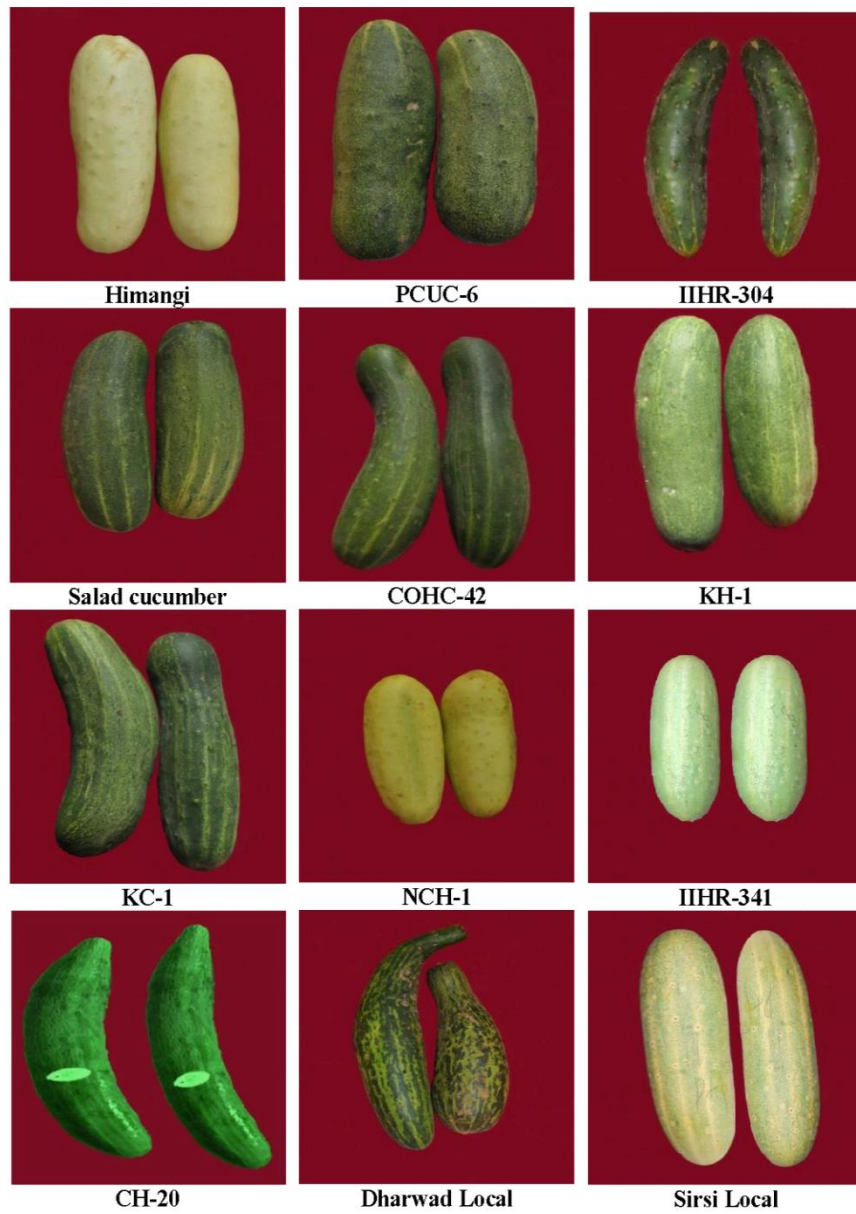 Himangi
PCUC-6
IIHR-304
Salad cucumber
COHC-42
KH-1
KC-1
NCH-1
IIHR-341
CH-20
Dharwad Local
Sirsi Local